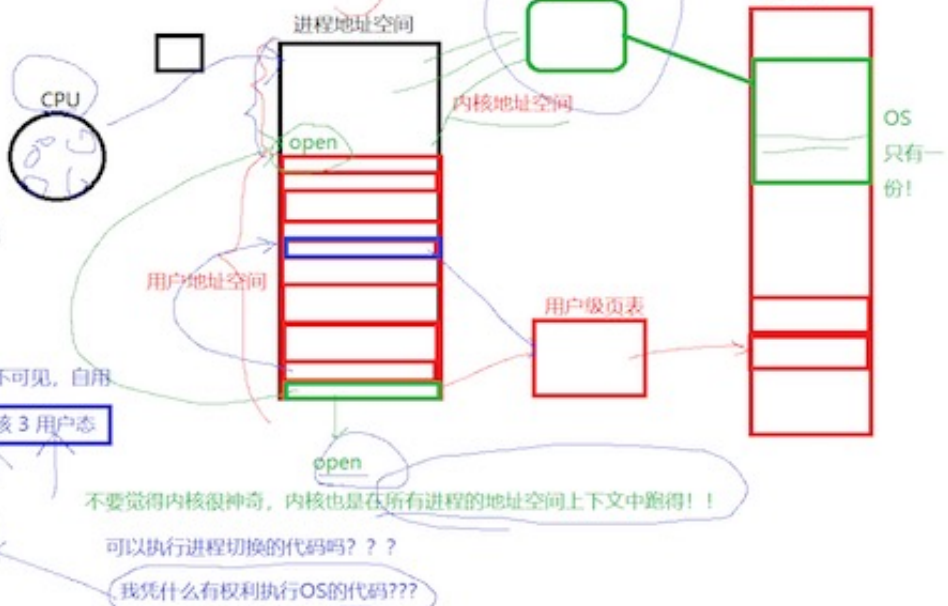 进程地址空间
CPU
内核地址空间
open
OS
只有一
份！
用户地址空间
用户级页表
不可见，自用
核 3 用户态
open
不要觉得内核很神奇，内核也是在所有进程的地址空间上下文中跑得！！
可以执行进程切换的代码吗？？？
我凭什么有权利执行OS的代码???